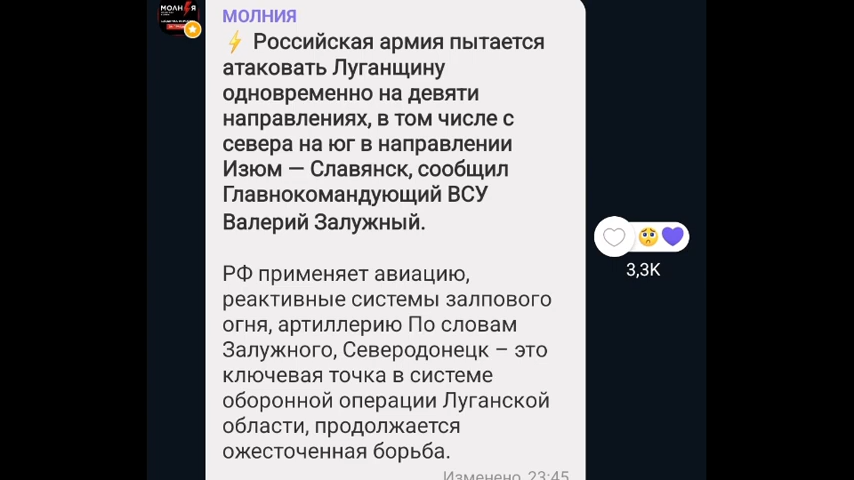 МОЛНИЯ
МОЛНИЯ
⚡ Российская армия пытается
атаковать Луганщину
одновременно на девяти
направлениях, в том числе с
севера на юг в направлении
Изюм — Славянск, сообщил
Главнокомандующий ВСУ
Валерий Залужный.
РФ применяет авиацию,
реактивные системы залпового
огня, артиллерию По словам
Залужного, Северодонецк – это
ключевая точка в системе
оборонной операции Луганской
области, продолжается
ожесточенная борьба.
3,3K
Изменено 23:45